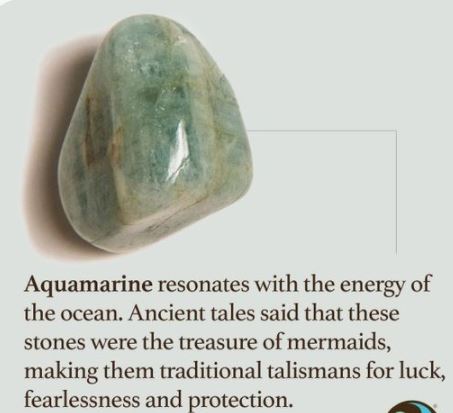 Aquamarine resonates with the energy of
the ocean. Ancient tales said that these
stones were the treasure of mermaids,
making them traditional talismans for luck,
fearlessness and protection.